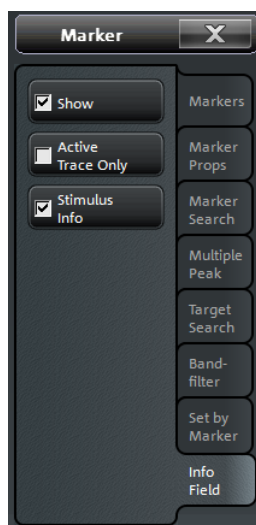 Marker X
Show
Active
Trace Only
Stimulus
Info
Markers
Marker
Props
Marker
Search
Multiple
Peak
Target
Search
Band-
filter
Set by
Marker
Info
Field